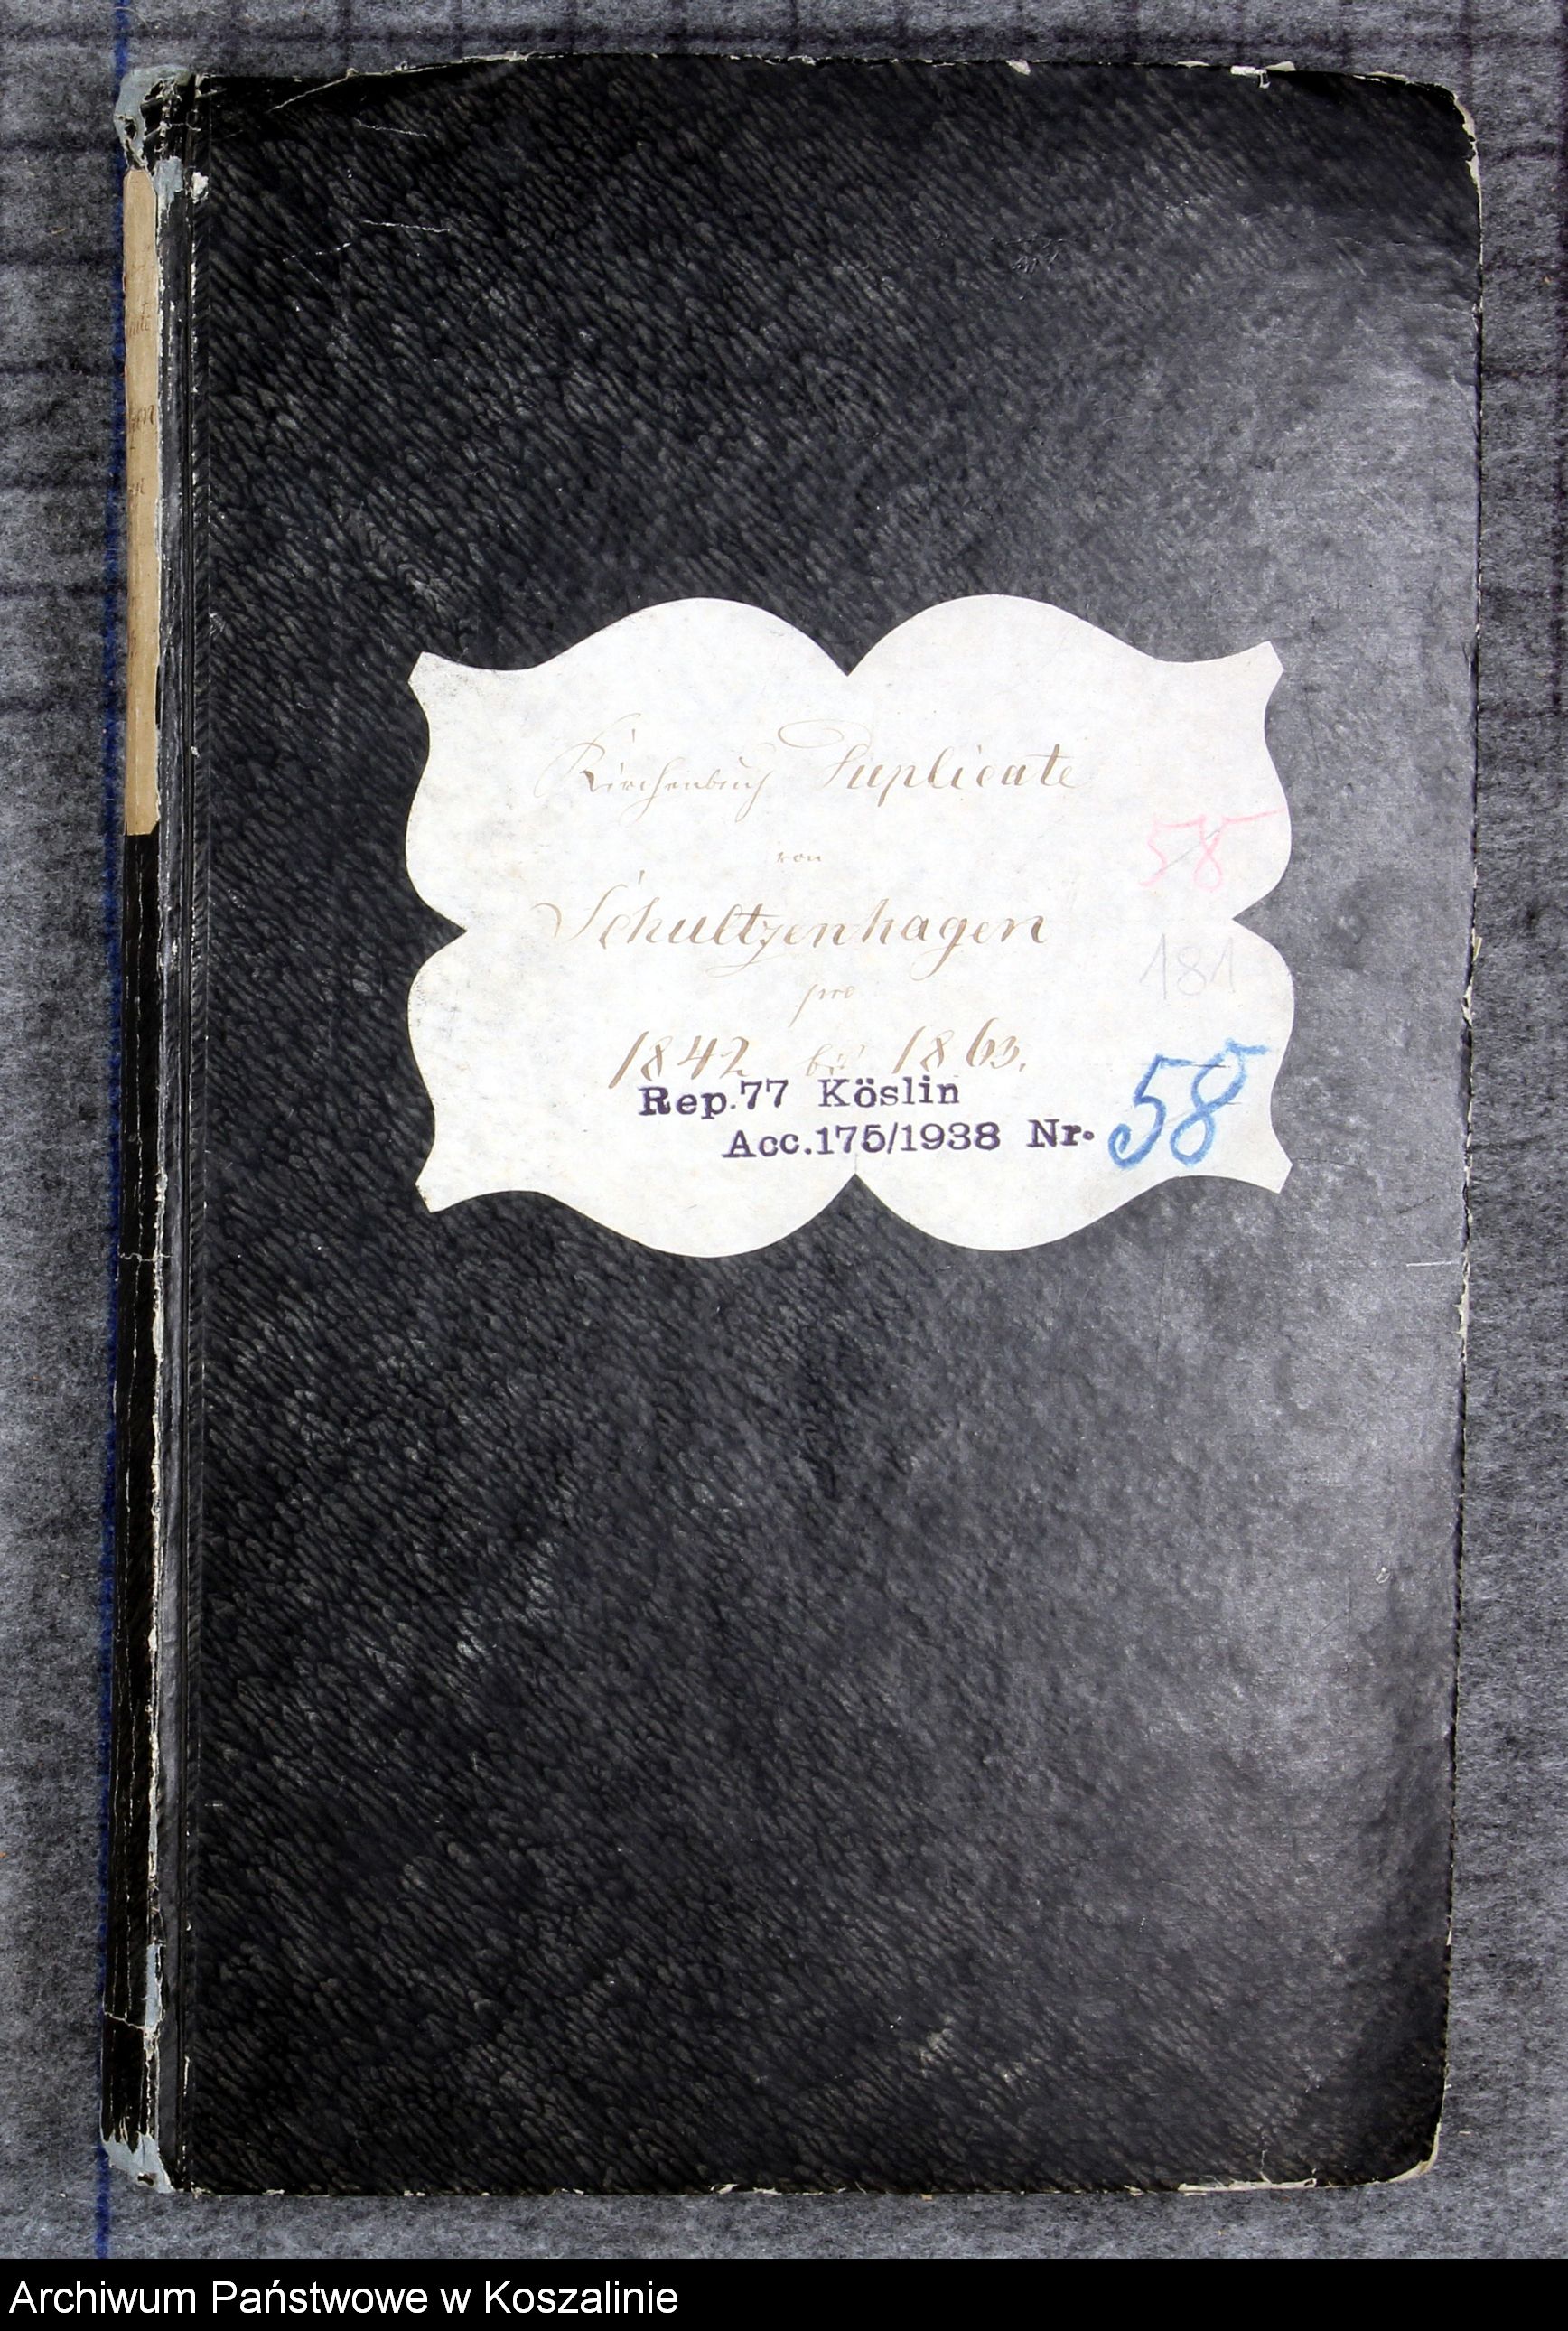 Kirchenbuch Duplicate
von
Schultzenhagen
pro
1842 bis 1863.
58
181
Rep.77 Köslin
Acc.175/1938 Nr. 58
Archiwum Państwowe w Koszalinie